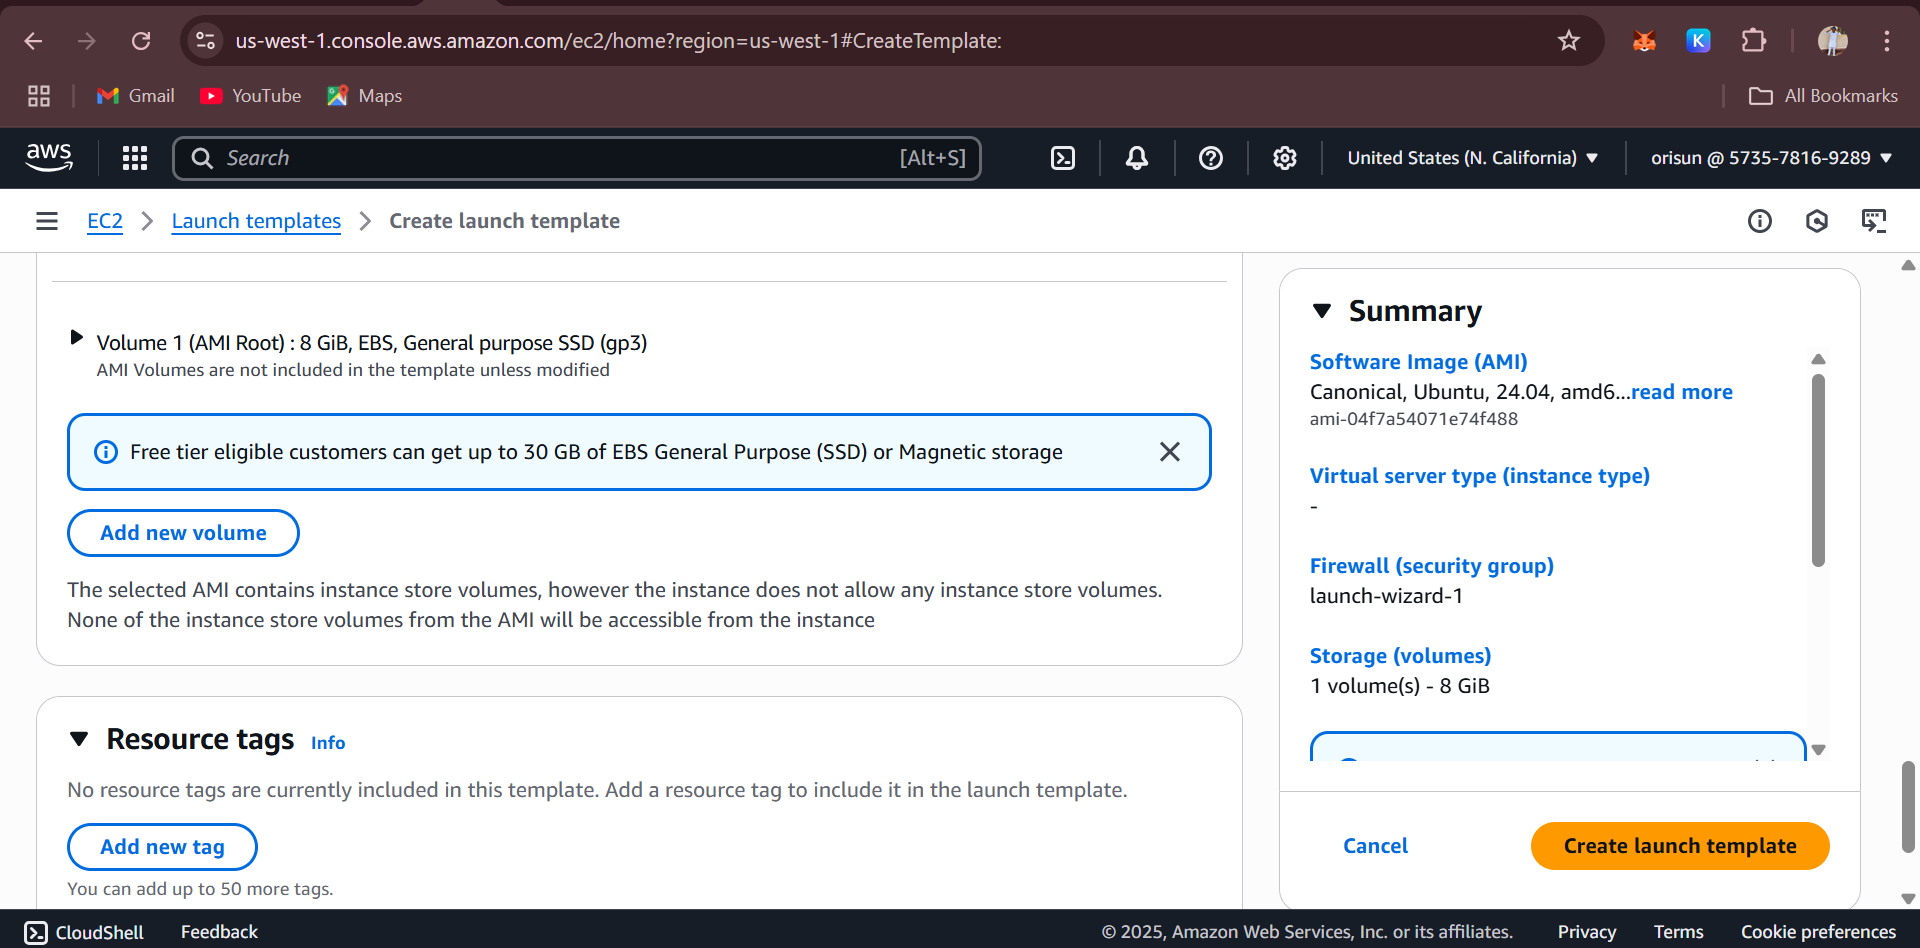 us-west-1.console.aws.amazon.com/ec2/home?region=us-west-1#CreateTemplate:
K
Gmail
YouTube
Maps
All Bookmarks
aws
Search
[Alt+S]
United States (N. California)
orisun @ 5735-7816-9289
EC2
Launch templates
Create launch template
Volume 1 (AMI Root) : 8 GiB, EBS, General purpose SSD (gp3)
AMI Volumes are not included in the template unless modified
Free tier eligible customers can get up to 30 GB of EBS General Purpose (SSD) or Magnetic storage
Add new volume
The selected AMI contains instance store volumes, however the instance does not allow any instance store volumes.
None of the instance store volumes from the AMI will be accessible from the instance
Resource tags Info
No resource tags are currently included in this template. Add a resource tag to include it in the launch template.
Add new tag
You can add up to 50 more tags.
Summary
Software Image (AMI)
Canonical, Ubuntu, 24.04, amd6...read more
ami-04f7a54071e74f488
Virtual server type (instance type)
-
Firewall (security group)
launch-wizard-1
Storage (volumes)
1 volume(s) - 8 GiB
Cancel
Create launch template
CloudShell
Feedback
© 2025, Amazon Web Services, Inc. or its affiliates.
Privacy
Terms
Cookie preferences